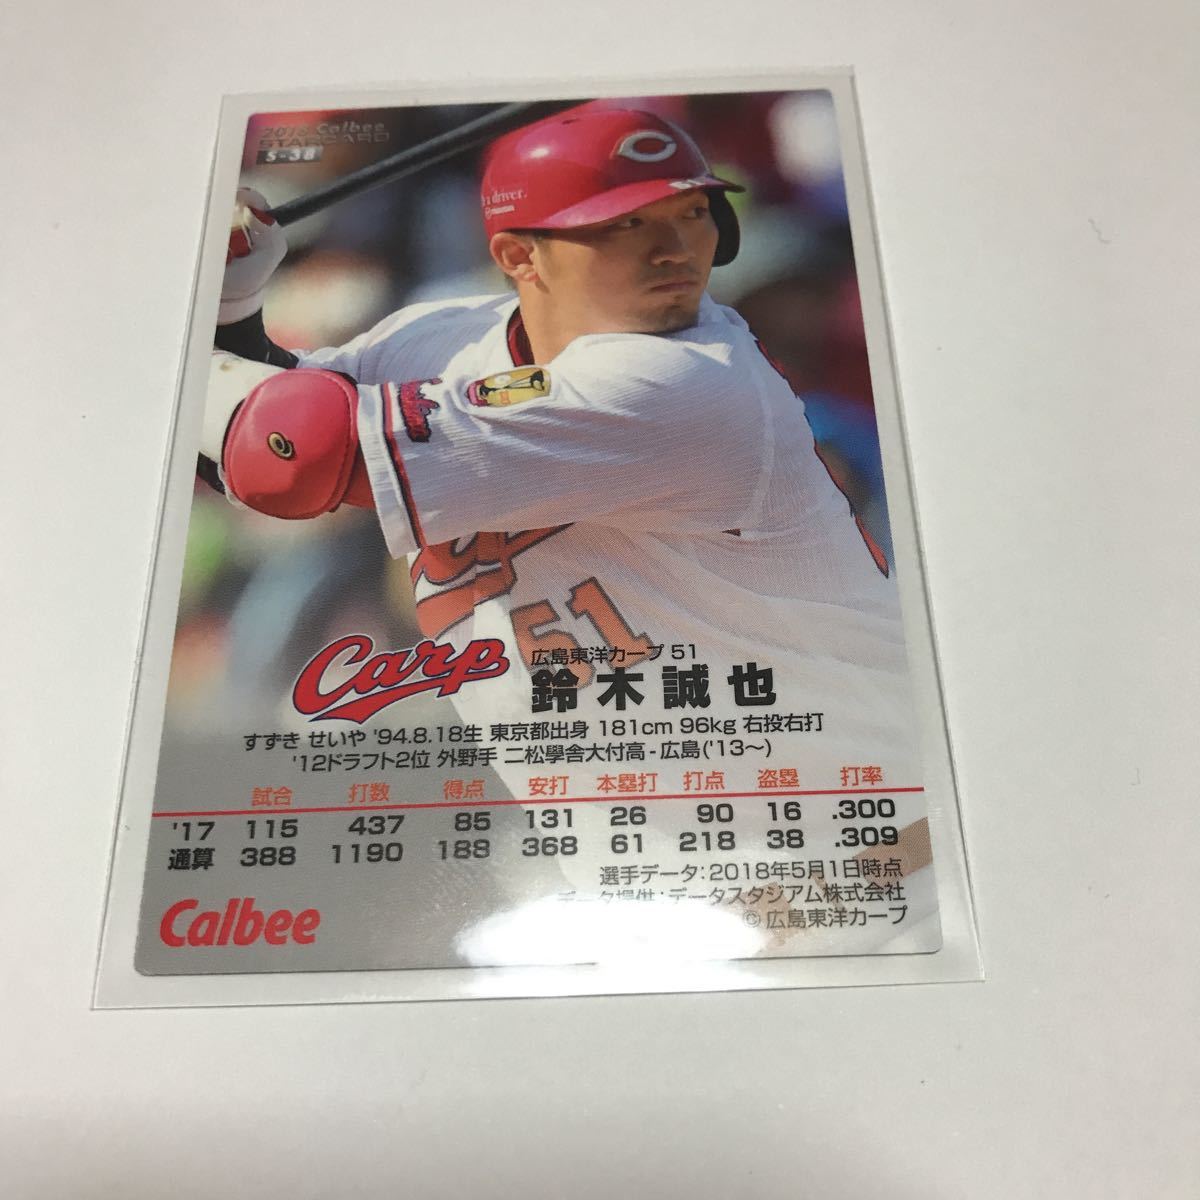 2018 Calbee
STARCARD
S-38
driver.
mazda
51
Carp
広島東洋カープ 51
鈴木誠也
すずき せいや '94.8.18生 東京都出身 181cm 96kg 右投右打
'12ドラフト2位 外野手 二松學舎大付高-広島('13〜)
試合 打数 得点 安打 本塁打 打点 盗塁 打率
'17 115 437 85 131 26 90 16 .300
通算 388 1190 188 368 61 218 38 .309
選手データ:2018年5月1日時点
データ提供:データスタジアム株式会社
Calbee
©広島東洋カープ